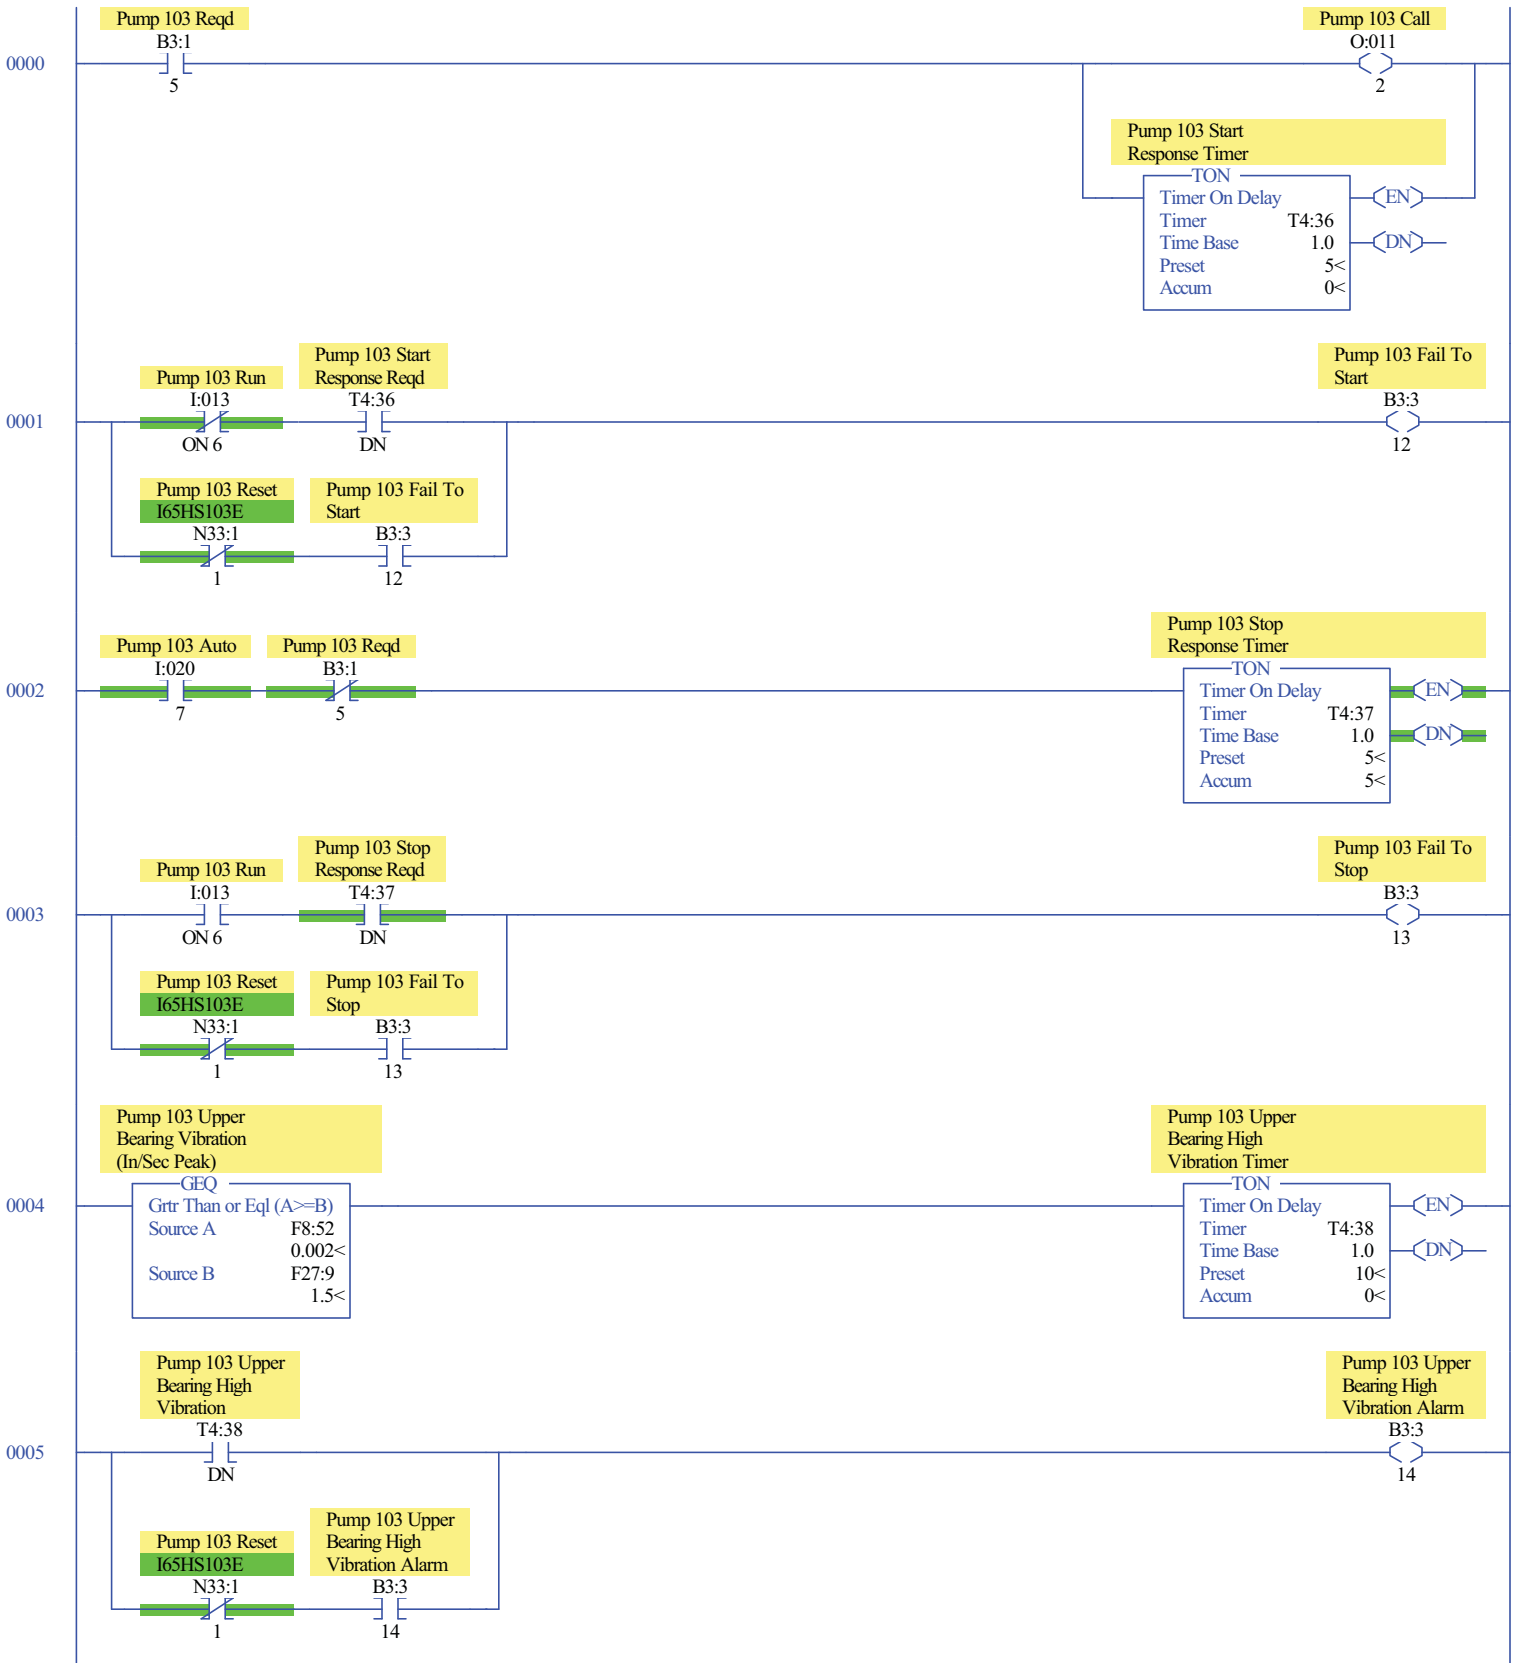 Pump 103 Reqd
B3:1
5
0000
Pump 103 Call
O:011
2
Pump 103 Start
Response Timer
TON
Timer On Delay
Timer T4:36
Time Base 1.0
Preset 5<
Accum 0<
EN
DN
0001
Pump 103 Run
I:013
ON 6
Pump 103 Start
Response Reqd
T4:36
DN
Pump 103 Fail To
Start
B3:3
12
Pump 103 Reset
I65HS103E
N33:1
1
Pump 103 Fail To
Start
B3:3
12
0002
Pump 103 Auto
I:020
7
Pump 103 Reqd
B3:1
5
Pump 103 Stop
Response Timer
TON
Timer On Delay
Timer T4:37
Time Base 1.0
Preset 5<
Accum 5<
EN
DN
0003
Pump 103 Run
I:013
ON 6
Pump 103 Stop
Response Reqd
T4:37
DN
Pump 103 Fail To
Stop
B3:3
13
Pump 103 Reset
I65HS103E
N33:1
1
Pump 103 Fail To
Stop
B3:3
13
0004
Pump 103 Upper
Bearing Vibration
(In/Sec Peak)
GEQ
Grtr Than or Eql (A>=B)
Source A F8:52
0.002<
Source B F27:9
1.5<
Pump 103 Upper
Bearing High
Vibration Timer
TON
Timer On Delay
Timer T4:38
Time Base 1.0
Preset 10<
Accum 0<
EN
DN
0005
Pump 103 Upper
Bearing High
Vibration
T4:38
DN
Pump 103 Upper
Bearing High
Vibration Alarm
B3:3
14
Pump 103 Reset
I65HS103E
N33:1
1
Pump 103 Upper
Bearing High
Vibration Alarm
B3:3
14